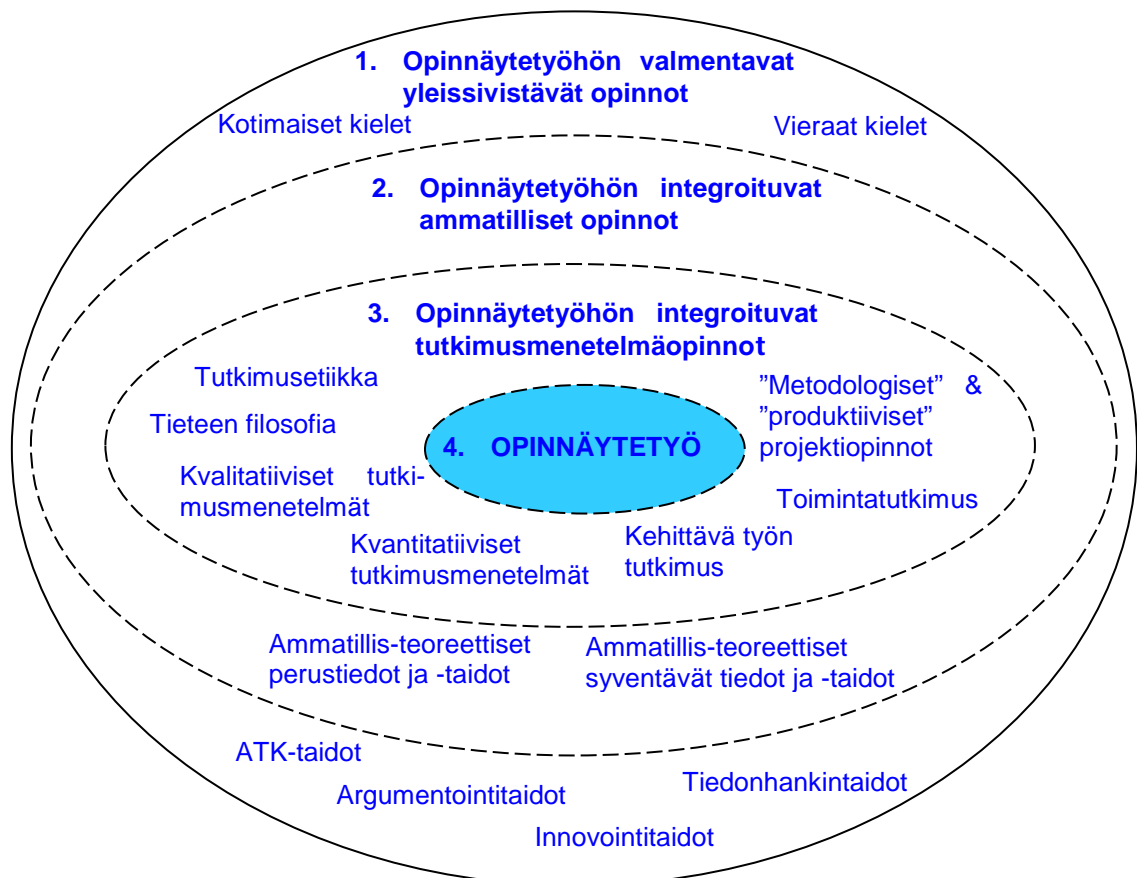 1. Opinnäytetyöhön valmentavat
yleissivistävät opinnot
Kotimaiset kielet
Vieraat kielet
2. Opinnäytetyöhön integroituvat
ammatilliset opinnot
3. Opinnäytetyöhön integroituvat
tutkimusmenetelmäopinnot
Tutkimusetiikka
Tieteen filosofia
Kvalitatiiviset tutki-
musmenetelmät
Kvantitatiiviset
tutkimusmenetelmät
4. OPINNÄYTETYÖ
”Metodologiset” &
”produktiiviset”
projektiopinnot
Toimintatutkimus
Kehittävä työn
tutkimus
Ammatillis-teoreettiset
perustiedot ja -taidot
Ammatillis-teoreettiset
syventävät tiedot ja -taidot
ATK-taidot
Argumentointitaidot
Tiedonhankintaidot
Innovointitaidot